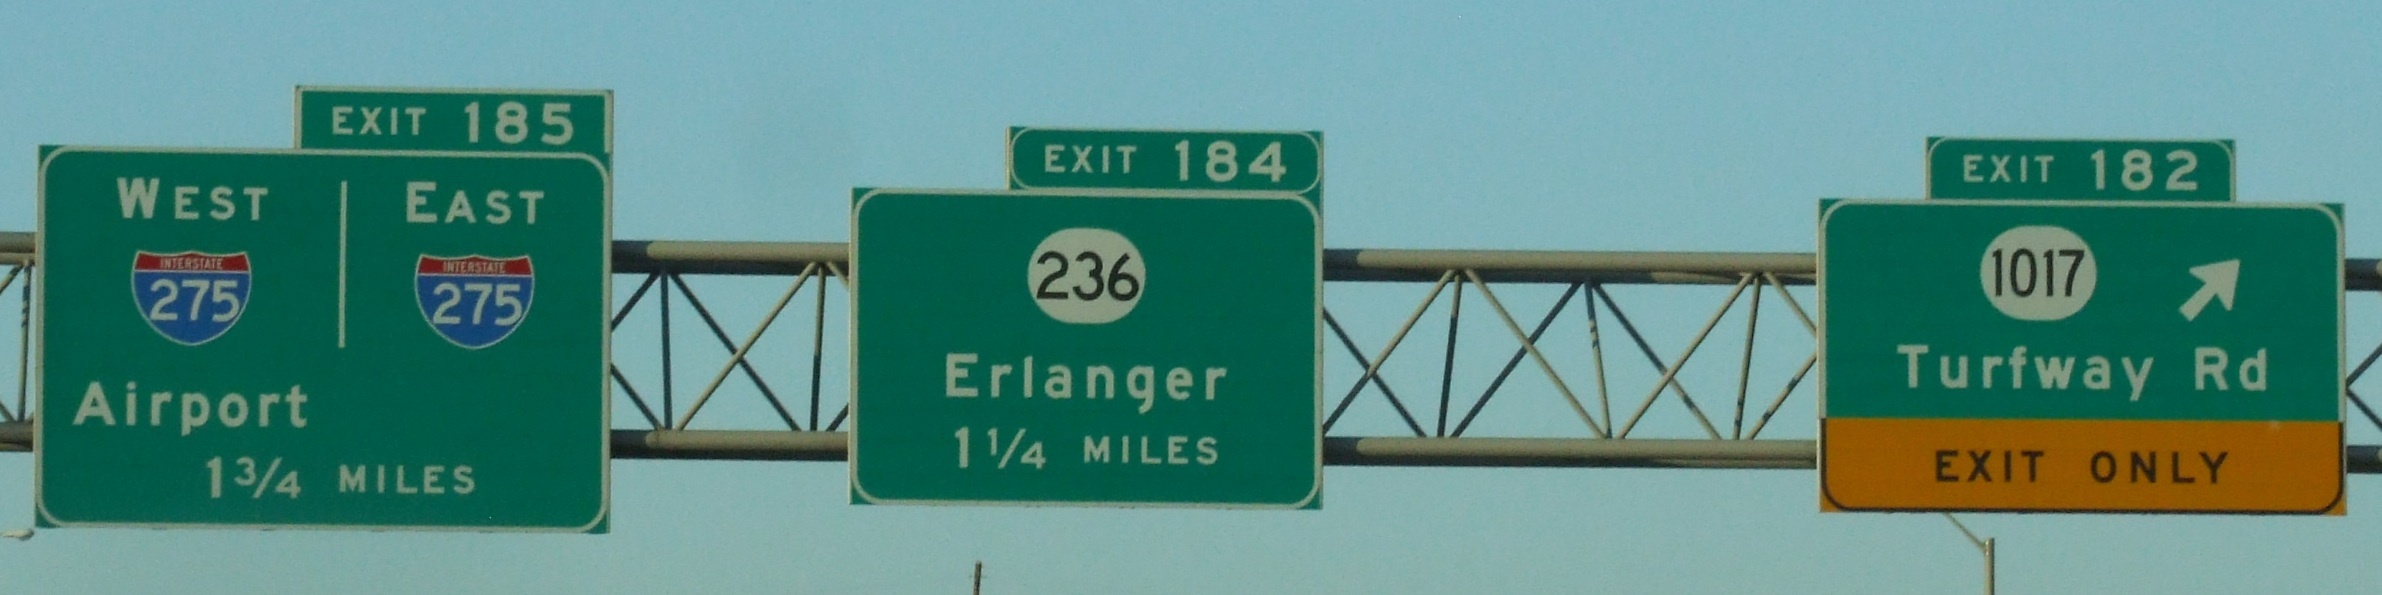 EXIT 185
WEST EAST
INTERSTATE INTERSTATE
275 275
Airport
1 3/4 MILES
EXIT 184
236
Erlanger
1 1/4 MILES
EXIT 182
1017
Turfway Rd
EXIT ONLY